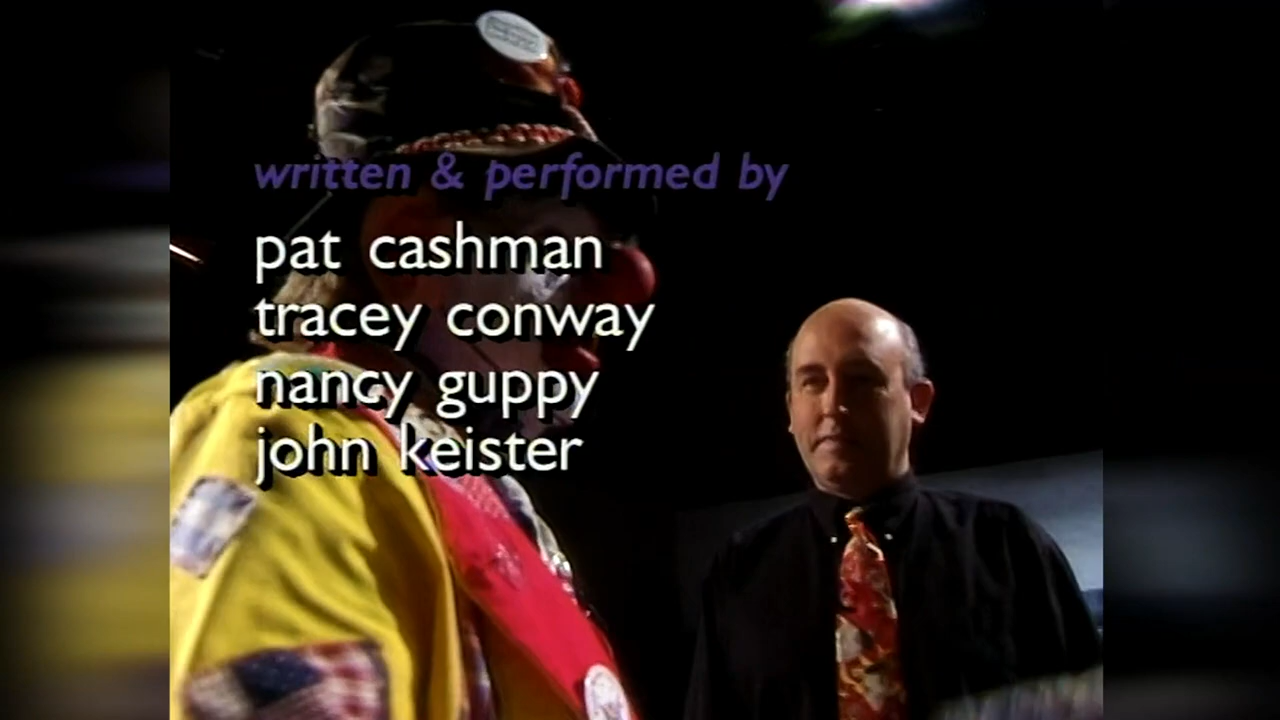 written & performed by
pat cashman
tracey conway
nancy guppy
john keister